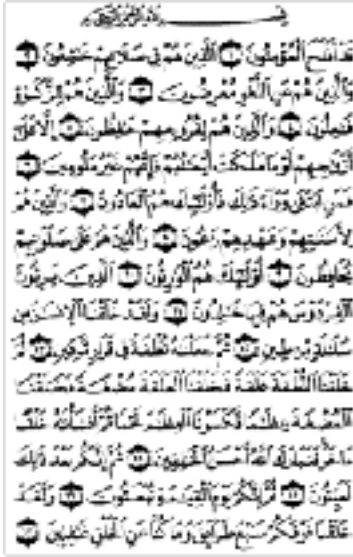 بسم الله الرحمن الرحيم
قد أفلح المؤمنون ١ الذين هم في صلاتهم خاشعون ٢
والذين هم عن اللغو معرضون ٣ والذين هم للزكوة
فاعلون ٤ والذين هم لفروجهم حافظون ٥ إلا على
أزواجهم أو ما ملكت أيمانهم فإنهم غير ملومين ٦
فمن ابتغى وراء ذلك فأولئك هم العادون ٧ والذين هم
لأماناتهم وعهدهم راعون ٨ والذين هم على صلواتهم
يحافظون ٩ أولئك هم الوارثون ١٠ الذين يرثون
الفردوس هم فيها خالدون ١١ ولقد خلقنا الإنسان من
سلالة من طين ١٢ ثم جعلناه نطفة في قرار مكين ١٣ ثم
خلقنا النطفة علقة فخلقنا العلقة مضغة فخلقنا
المضغة عظاما فكسونا العظام لحما ثم أنشأناه خلقا
آخر فتبارك الله أحسن الخالقين ١٤ ثم إنكم بعد ذلك
لميتون ١٥ ثم إنكم يوم القيامة تبعثون ١٦ ولقد
خلقنا فوقكم سبع طرائق وما كنا عن الخلق غافلين ١٧